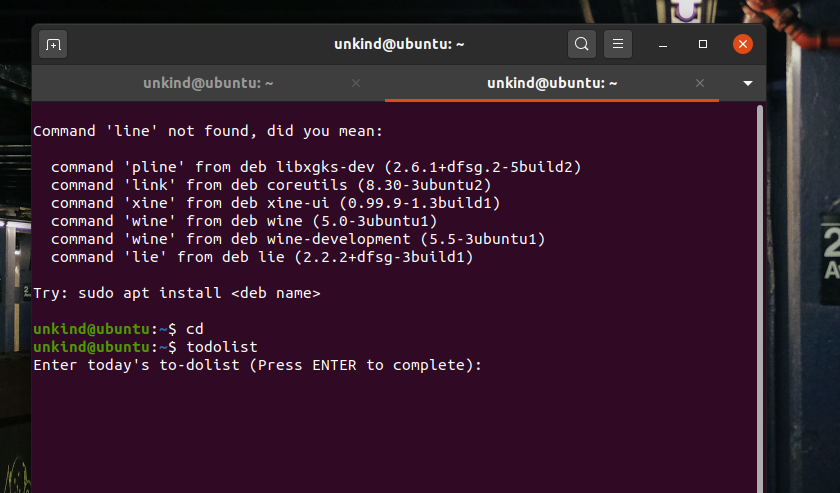 unkind@ubuntu: ~
unkind@ubuntu: ~
unkind@ubuntu: ~
Command 'line' not found, did you mean:
command 'pline' from deb libxgks-dev (2.6.1+dfsg.2-5build2)
command 'link' from deb coreutils (8.30-3ubuntu2)
command 'xine' from deb xine-ui (0.99.9-1.3build1)
command 'wine' from deb wine (5.0-3ubuntu1)
command 'wine' from deb wine-development (5.5-3ubuntu1)
command 'lie' from deb lie (2.2.2+dfsg-3build1)
Try: sudo apt install <deb name>
unkind@ubuntu:~$ cd
unkind@ubuntu:~$ todolist
Enter today's to-dolist (Press ENTER to complete):